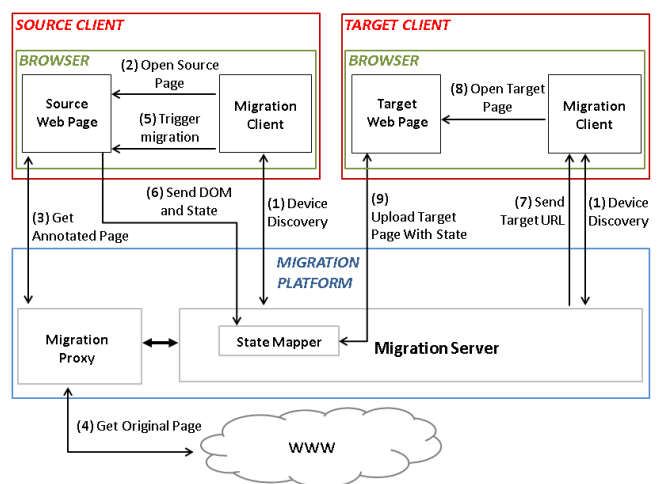 SOURCE CLIENT
BROWSER
Source
Web Page
(2) Open Source
Page
(5) Trigger
migration
Migration
Client
TARGET CLIENT
BROWSER
Target
Web Page
(8) Open Target
Page
Migration
Client
(3) Get
Annotated Page
(6) Send DOM
and State
(1) Device
Discovery
(9)
Upload Target
Page With State
(7) Send
Target URL
(1) Device
Discovery
MIGRATION
PLATFORM
Migration
Proxy
State Mapper
Migration Server
(4) Get Original Page
WWW